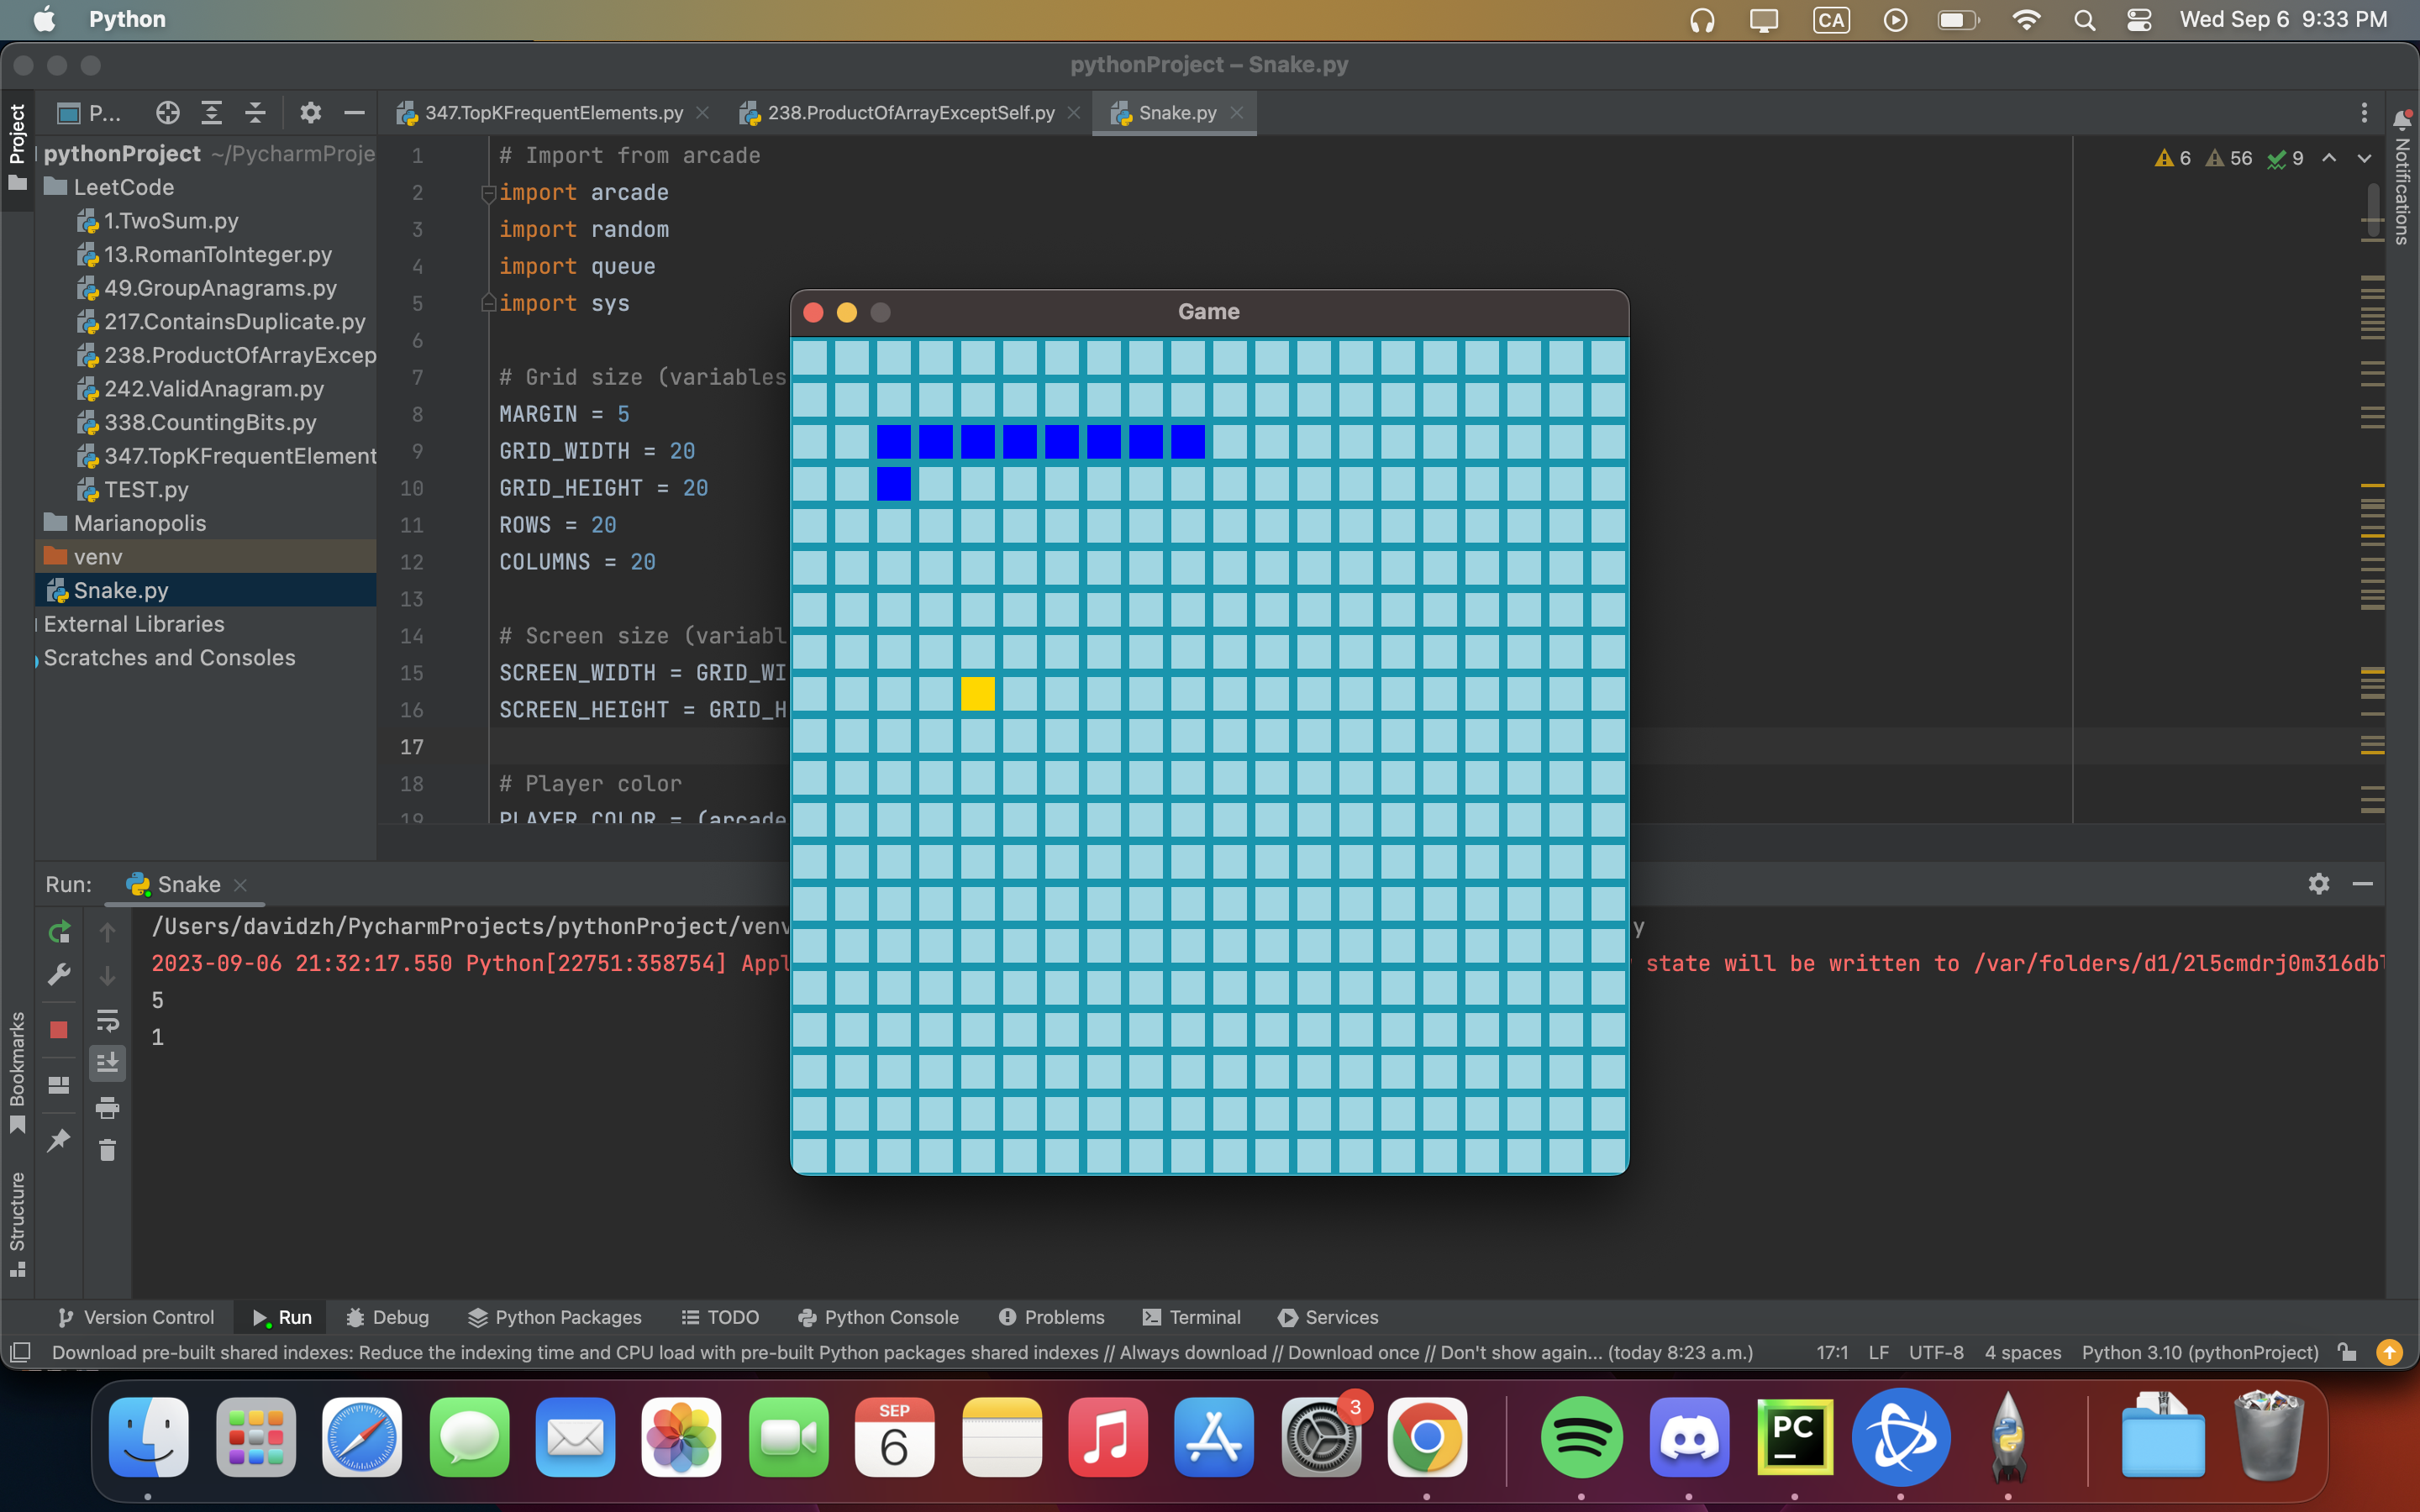 Python
CA
Wed Sep 6 9:33 PM
pythonProject – Snake.py
Project
P...
347.TopKFrequentElements.py
238.ProductOfArrayExceptSelf.py
Snake.py
Notifications
pythonProject ~/PycharmProje
LeetCode
1.TwoSum.py
13.RomanToInteger.py
49.GroupAnagrams.py
217.ContainsDuplicate.py
238.ProductOfArrayExcep
242.ValidAnagram.py
338.CountingBits.py
347.TopKFrequentElement
TEST.py
Marianopolis
venv
Snake.py
External Libraries
Scratches and Consoles
6 56 9
1 # Import from arcade
2 import arcade
3 import random
4 import queue
5 import sys
6
7 # Grid size (variables
8 MARGIN = 5
9 GRID_WIDTH = 20
10 GRID_HEIGHT = 20
11 ROWS = 20
12 COLUMNS = 20
13
14 # Screen size (variabl
15 SCREEN_WIDTH = GRID_WI
16 SCREEN_HEIGHT = GRID_H
17
18 # Player color
19 PLAYER_COLOR = (arcade
Game
Run: Snake
/Users/davidzh/PycharmProjects/pythonProject/venv y
2023-09-06 21:32:17.550 Python[22751:358754] Appl state will be written to /var/folders/d1/2l5cmdrj0m316dbl
5
1
Bookmarks
Structure
Version Control Run Debug Python Packages TODO Python Console Problems Terminal Services
Download pre-built shared indexes: Reduce the indexing time and CPU load with pre-built Python packages shared indexes // Always download // Download once // Don't show again... (today 8:23 a.m.) 17:1 LF UTF-8 4 spaces Python 3.10 (pythonProject)
SEP
6
3
PC